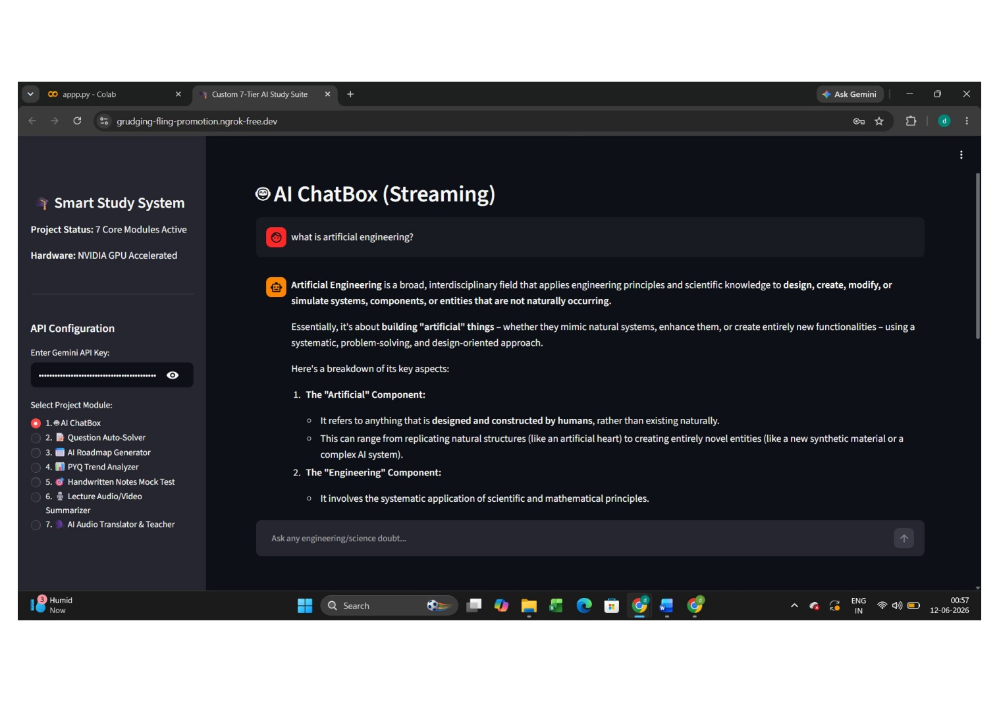 appp.py - Colab
Custom 7-Tier AI Study Suite
Ask Gemini
grudging-fling-promotion.ngrok-free.dev
d
Smart Study System
Project Status: 7 Core Modules Active
Hardware: NVIDIA GPU Accelerated
API Configuration
Enter Gemini API Key:
Select Project Module:
1. AI ChatBox
2. Question Auto-Solver
3. AI Roadmap Generator
4. PYQ Trend Analyzer
5. Handwritten Notes Mock Test
6. Lecture Audio/Video
Summarizer
7. AI Audio Translator & Teacher
AI ChatBox (Streaming)
what is artificial engineering?
Artificial Engineering is a broad, interdisciplinary field that applies engineering principles and scientific knowledge to design, create, modify, or
simulate systems, components, or entities that are not naturally occurring.
Essentially, it's about building "artificial" things – whether they mimic natural systems, enhance them, or create entirely new functionalities – using a
systematic, problem-solving, and design-oriented approach.
Here's a breakdown of its key aspects:
1. The "Artificial" Component:
It refers to anything that is designed and constructed by humans, rather than existing naturally.
This can range from replicating natural structures (like an artificial heart) to creating entirely novel entities (like a new synthetic material or a
complex AI system).
2. The "Engineering" Component:
It involves the systematic application of scientific and mathematical principles.
Ask any engineering/science doubt...
3
Humid
Now
Search
ENG
IN
00:57
12-06-2026